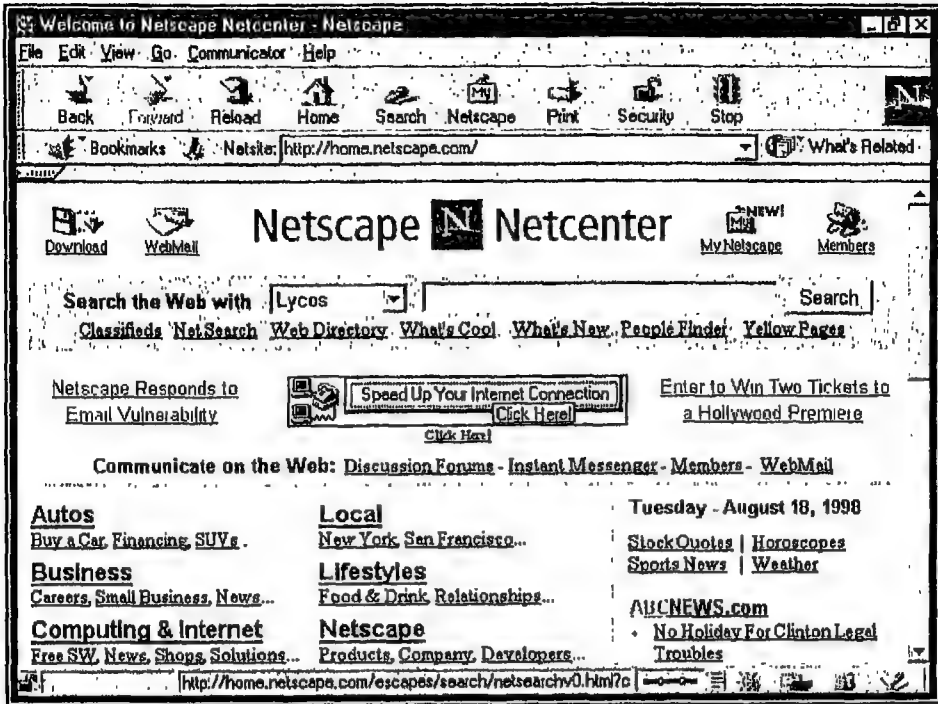 Welcome to Netscape Netcenter - Netscape
File Edit View Go Communicator Help
Back Forward Reload Home Search Netscape Print Security Stop
Bookmarks Netsite: http://home.netscape.com/ What's Related
Download WebMail Netscape N Netcenter NEW! My Netscape Members
Search the Web with Lycos Search
Classifieds Net Search Web Directory What's Cool What's New People Finder Yellow Pages
Netscape Responds to
Email Vulnerability
Speed Up Your Internet Connection
Click Here!
Click Here!
Enter to Win Two Tickets to
a Hollywood Premiere
Communicate on the Web: Discussion Forums - Instant Messenger - Members - WebMail
Autos
Buy a Car, Financing, SUVs .
Business
Careers, Small Business, News...
Computing & Internet
Free SW, News, Shops, Solutions...
Local
New York, San Francisco...
Lifestyles
Food & Drink, Relationships...
Netscape
Products, Company, Developers...
Tuesday - August 18, 1998
Stock Quotes | Horoscopes
Sports News | Weather
ABCNEWS.com
• No Holiday For Clinton Legal
Troubles
http://home.netscape.com/escapes/search/netsearchv0.html?c